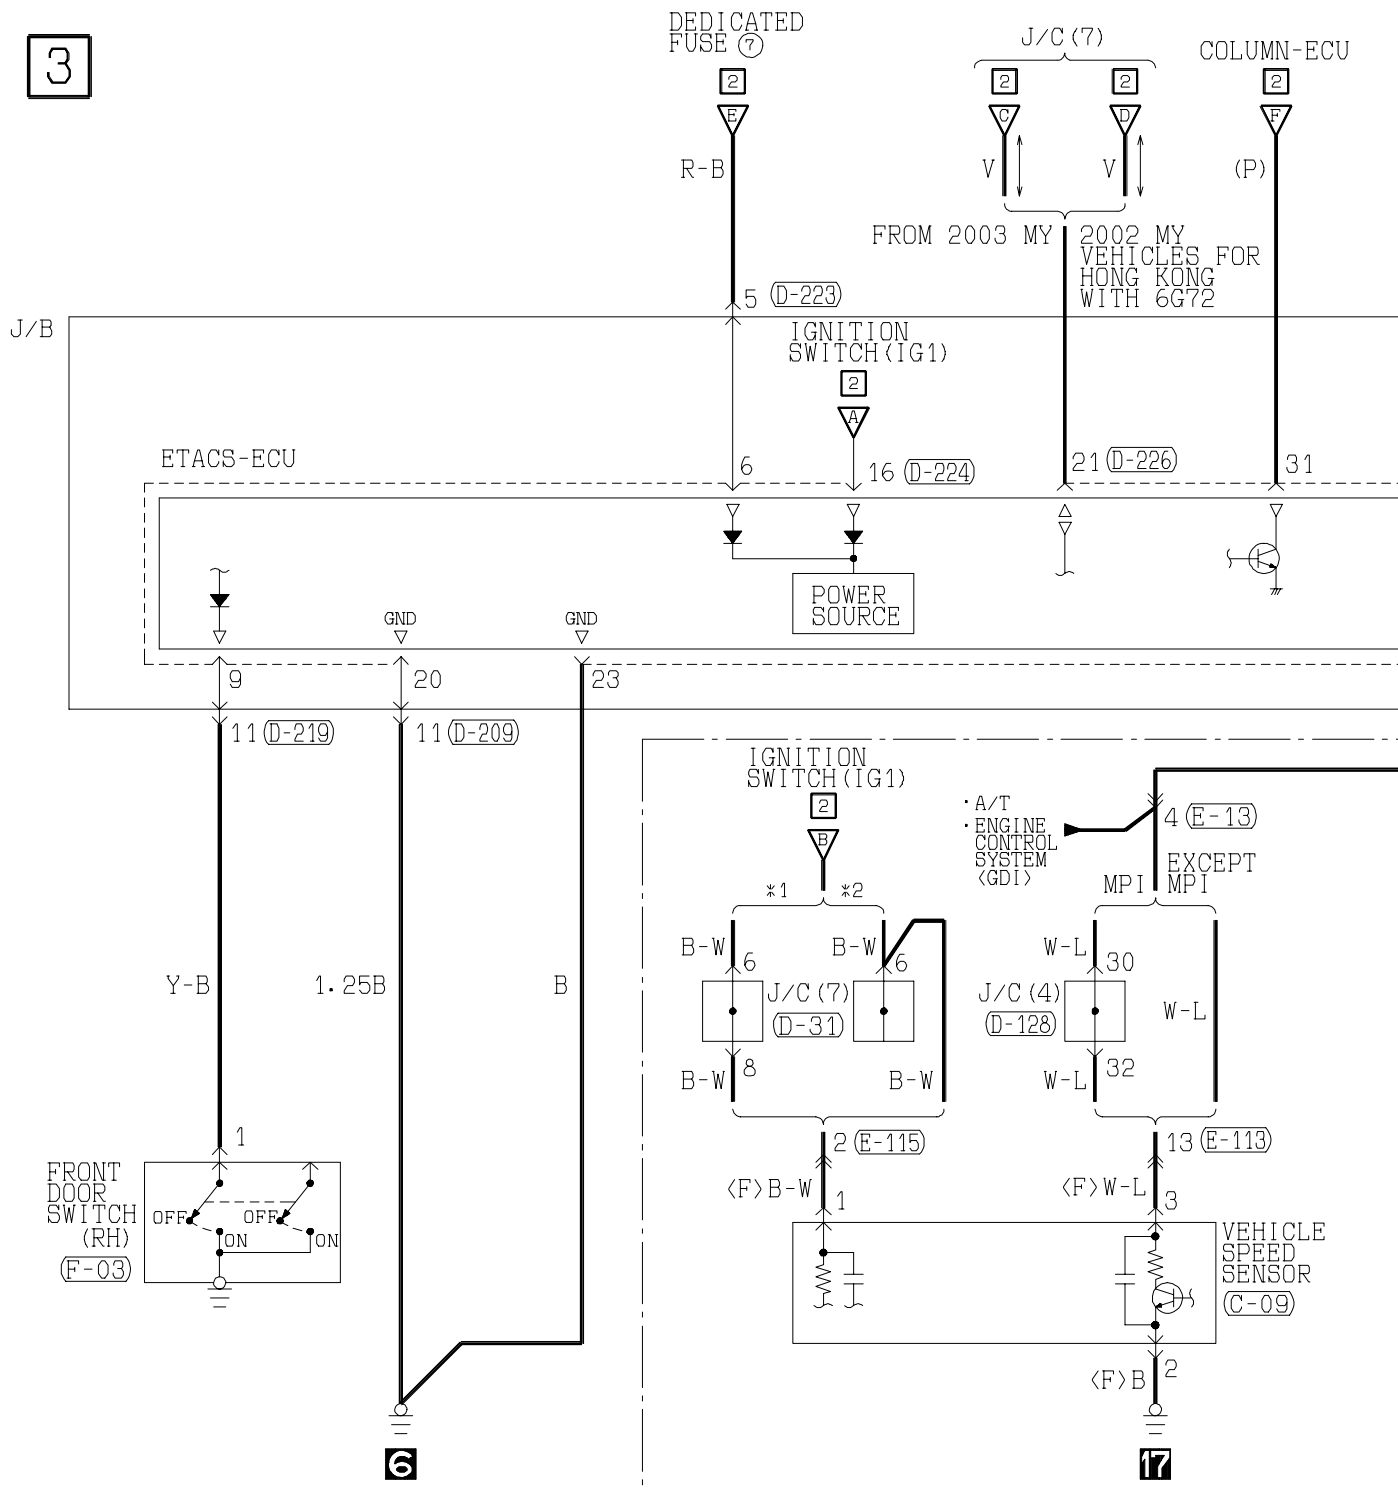 3
DEDICATED
FUSE 7
J/C(7)
COLUMN-ECU
2
2
2
2
E
C
D
F
R-B
V
V
(P)
FROM 2003 MY
2002 MY
VEHICLES FOR
HONG KONG
WITH 6G72
5 (D-223)
J/B
IGNITION
SWITCH(IG1)
2
A
ETACS-ECU
6
16 (D-224)
21 (D-226)
31
POWER
SOURCE
GND
GND
9
20
23
11 (D-219)
11 (D-209)
IGNITION
SWITCH(IG1)
2
B
·A/T
·ENGINE
CONTROL
SYSTEM
<GDI>
4 (E-13)
EXCEPT
MPI
MPI
*1
*2
B-W
6
B-W
6
W-L
30
Y-B
1.25B
B
J/C(7)
(D-31)
J/C(4)
(D-128)
W-L
8
B-W
B-W
32
W-L
1
2 (E-115)
13 (E-113)
FRONT
DOOR
SWITCH
(RH)
(F-03)
OFF
OFF
ON
ON
<F>B-W
1
<F>W-L
3
VEHICLE
SPEED
SENSOR
(C-09)
2
<F>B
6
17